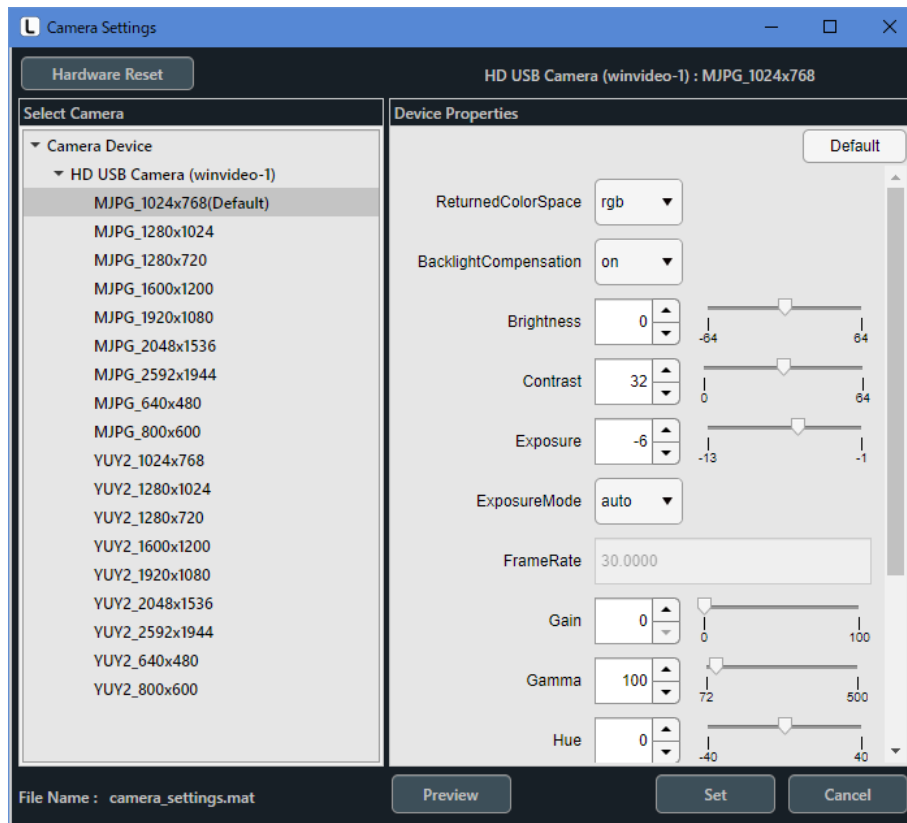 L Camera Settings
Hardware Reset
HD USB Camera (winvideo-1) : MJPG_1024x768
Select Camera
Camera Device
HD USB Camera (winvideo-1)
MJPG_1024x768(Default)
MJPG_1280x1024
MJPG_1280x720
MJPG_1600x1200
MJPG_1920x1080
MJPG_2048x1536
MJPG_2592x1944
MJPG_640x480
MJPG_800x600
YUY2_1024x768
YUY2_1280x1024
YUY2_1280x720
YUY2_1600x1200
YUY2_1920x1080
YUY2_2048x1536
YUY2_2592x1944
YUY2_640x480
YUY2_800x600
Device Properties
Default
ReturnedColorSpace rgb
BacklightCompensation on
Brightness 0
-64 64
Contrast 32
0 64
Exposure -6
-13 -1
ExposureMode auto
FrameRate 30.0000
Gain 0
0 100
Gamma 100
72 500
Hue 0
-40 40
File Name : camera_settings.mat
Preview Set Cancel